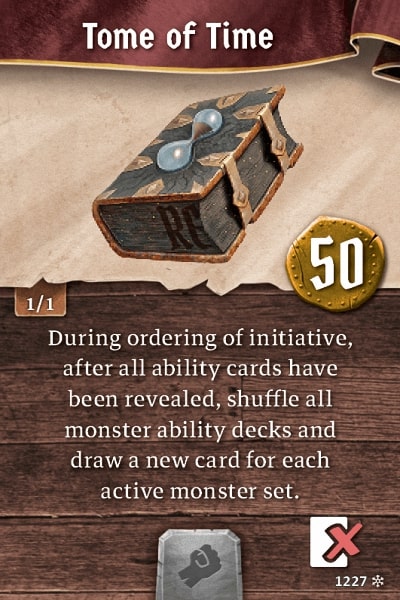 Tome of Time
RE
50
1/1
During ordering of initiative,
after all ability cards have
been revealed, shuffle all
monster ability decks and
draw a new card for each
active monster set.
1227